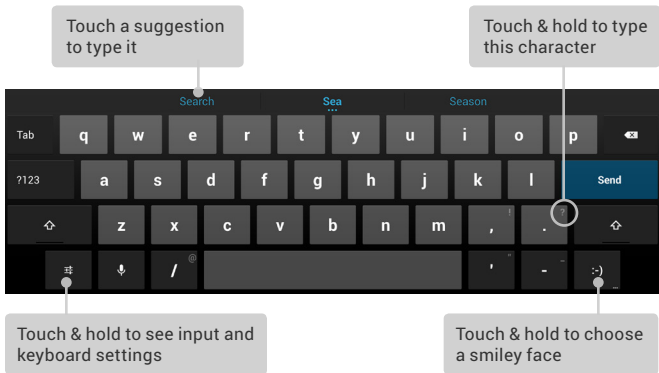 Touch a suggestion
to type it
Touch & hold to type
this character
Search Sea Season
Tab q w e r t y u i o p
?123 a s d f g h j k l Send
z x c v b n m , ! . ?
/ @ ' " - _ :-)
Touch & hold to see input and
keyboard settings
Touch & hold to choose
a smiley face